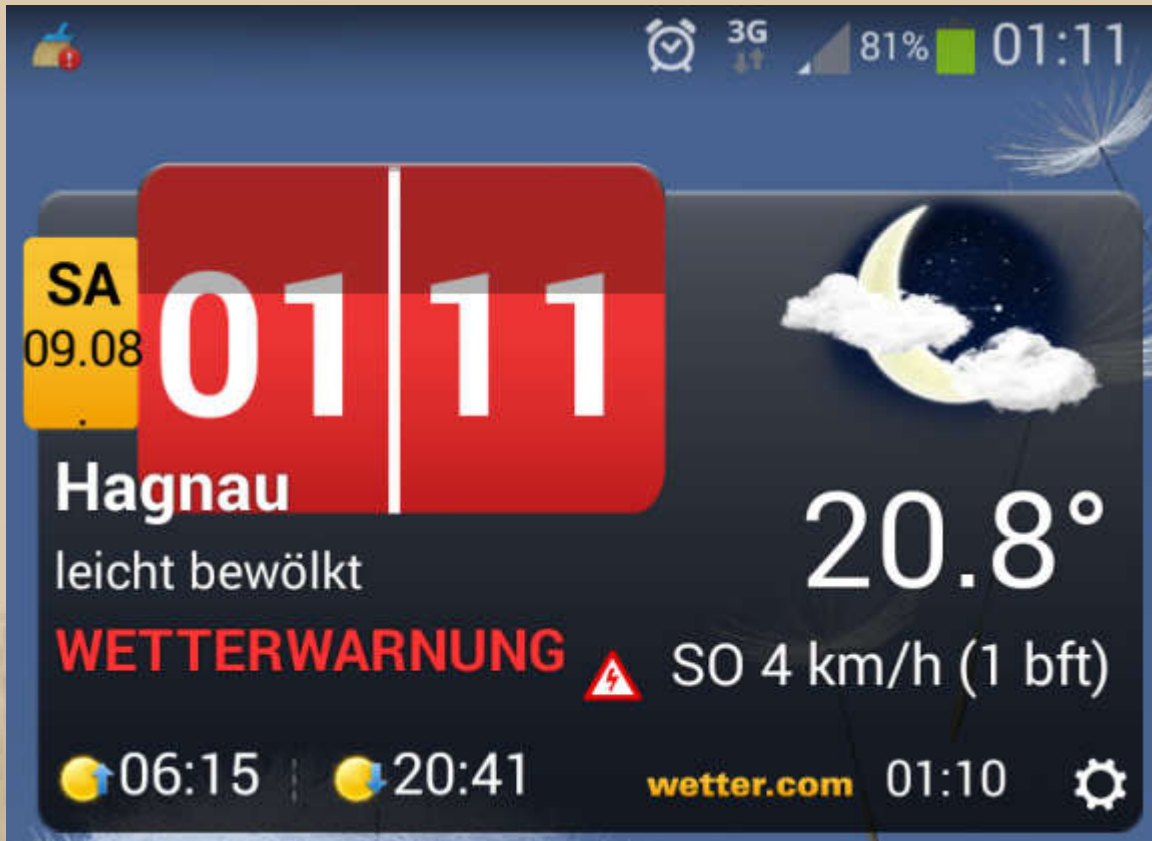 3G 81% 01:11
SA
09.08
.
01 11
Hagnau
leicht bewölkt
20.8°
WETTERWARNUNG
SO 4 km/h (1 bft)
06:15 20:41 wetter.com 01:10